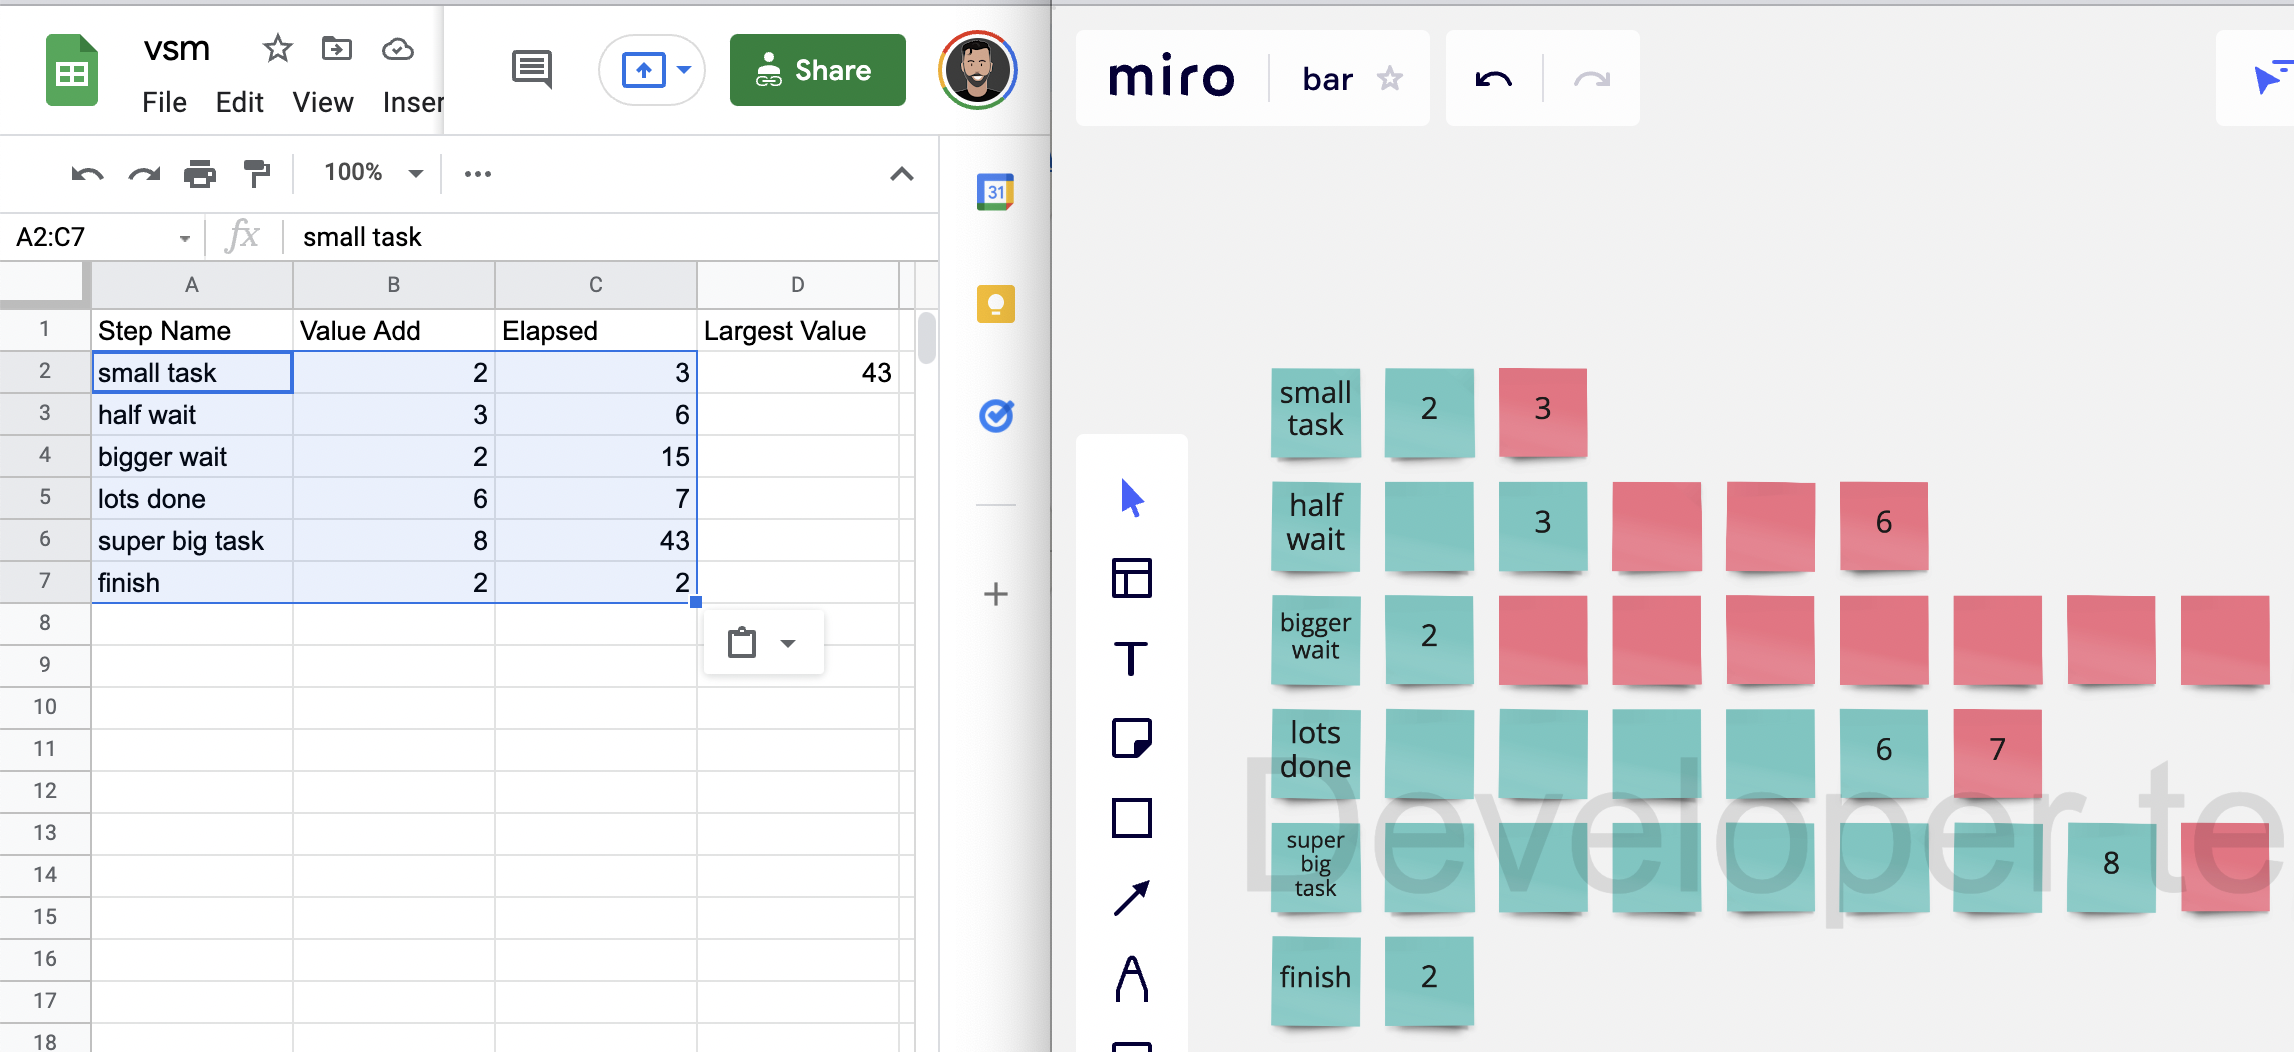 vsm
File Edit View Inser
Share
100%
A2:C7 fx small task
A B C D
1 Step Name Value Add Elapsed Largest Value
2 small task 2 3 43
3 half wait 3 6
4 bigger wait 2 15
5 lots done 6 7
6 super big task 8 43
7 finish 2 2
8
9
10
11
12
13
14
15
16
17
18
31
miro bar
small
task
2 3
half
wait
3 6
bigger
wait
2
lots
done
6 7
super
big
task
8
finish 2
Developer te